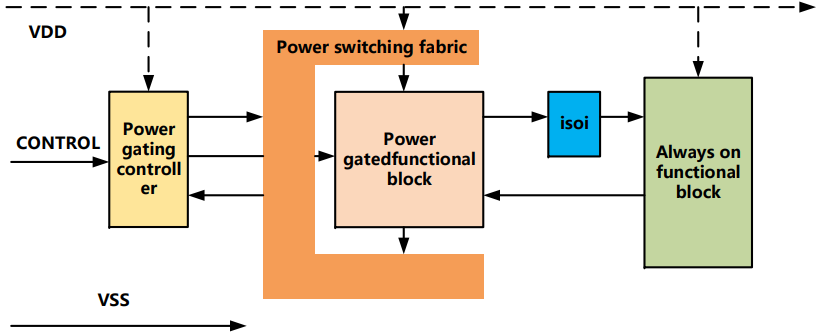 VDD
Power switching fabric
CONTROL
Power
gating
controll
er
Power
gatedfunctional
block
isoi
Always on
functional
block
VSS